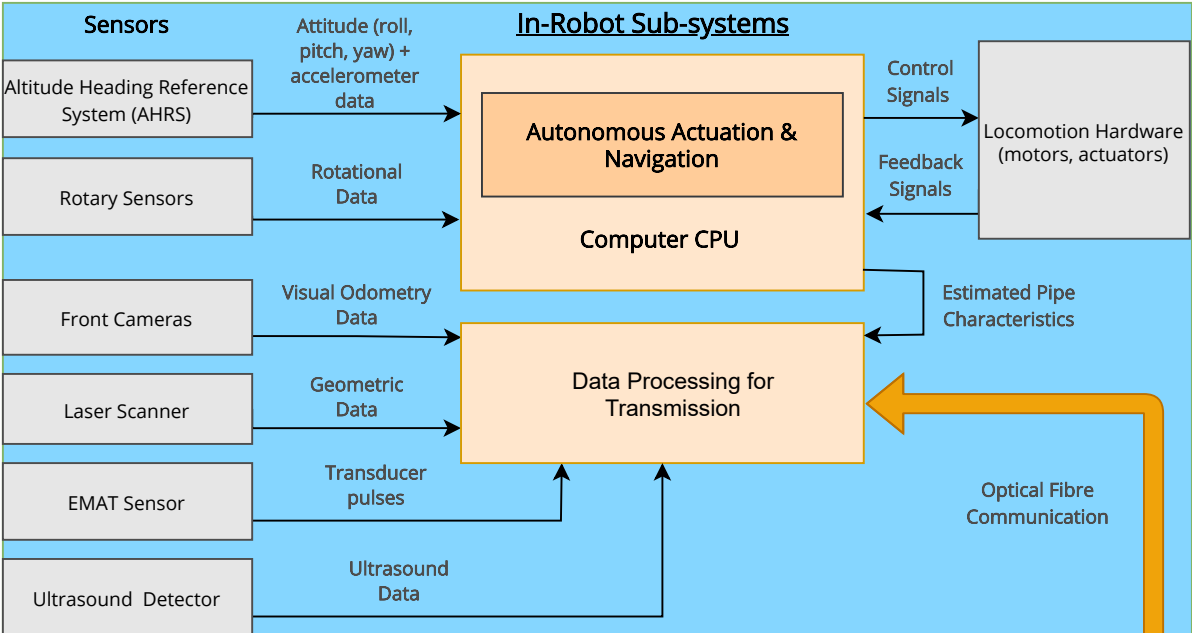 Sensors
In-Robot Sub-systems
Attitude (roll,
pitch, yaw) +
accelerometer
data
Altitude Heading Reference
System (AHRS)
Autonomous Actuation &
Navigation
Computer CPU
Control
Signals
Locomotion Hardware
(motors, actuators)
Feedback
Signals
Rotary Sensors
Rotational
Data
Front Cameras
Visual Odometry
Data
Estimated Pipe
Characteristics
Laser Scanner
Geometric
Data
Data Processing for
Transmission
EMAT Sensor
Transducer
pulses
Optical Fibre
Communication
Ultrasound Detector
Ultrasound
Data